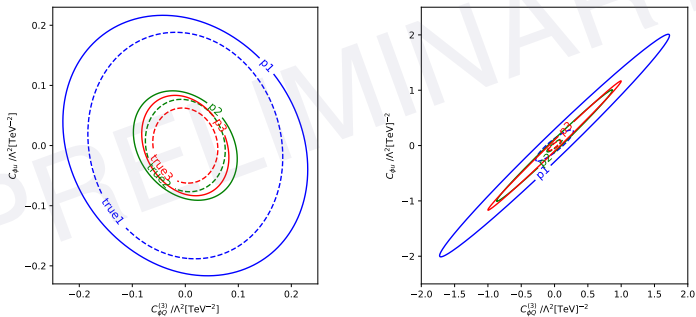 PRELIMINAR
0.2
0.1
0.0
−0.1
−0.2
−0.2
−0.1
0.0
0.1
0.2
C_{ϕu} /Λ²[TeV⁻²]
C_{ϕQ}^{(3)} /Λ²[TeV⁻²]
p1
p2
p3
true3
true2
true1
2
1
0
−1
−2
−2.0
−1.5
−1.0
−0.5
0.0
0.5
1.0
1.5
2.0
C_{ϕu} /Λ²[TeV]⁻²
C_{ϕQ}^{(3)} /Λ²[TeV]⁻²
p3
p2
p1